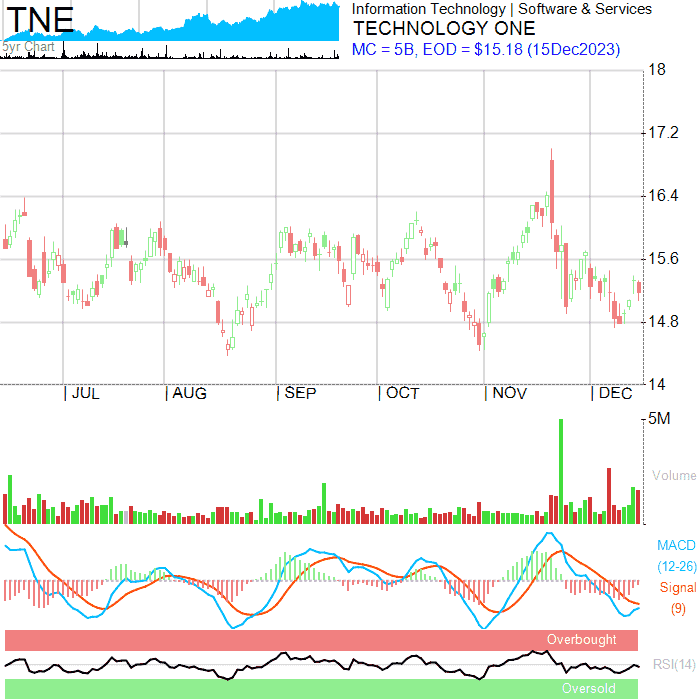 TNE
5yr Chart
Information Technology | Software & Services
TECHNOLOGY ONE
MC = 5B, EOD = $15.18 (15Dec2023)
18
17.2
16.4
15.6
14.8
14
| JUL | AUG | SEP | OCT | NOV | DEC
5M
Volume
MACD
(12-26)
Signal
(9)
Overbought
RSI(14)
Oversold